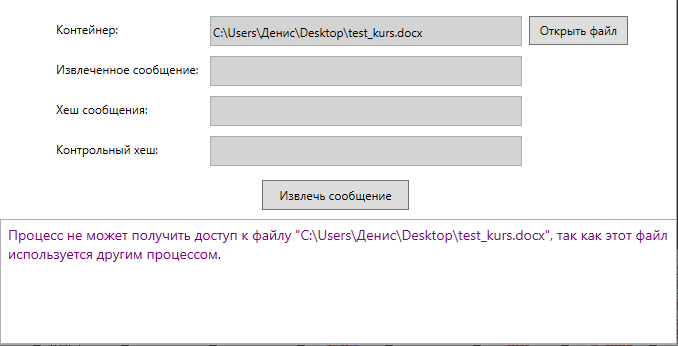 Контейнер: C:\Users\Денис\Desktop\test_kurs.docx Открыть файл
Извлеченное сообщение:
Хеш сообщения:
Контрольный хеш:
Извлечь сообщение
Процесс не может получить доступ к файлу "C:\Users\Денис\Desktop\test_kurs.docx", так как этот файл
используется другим процессом.